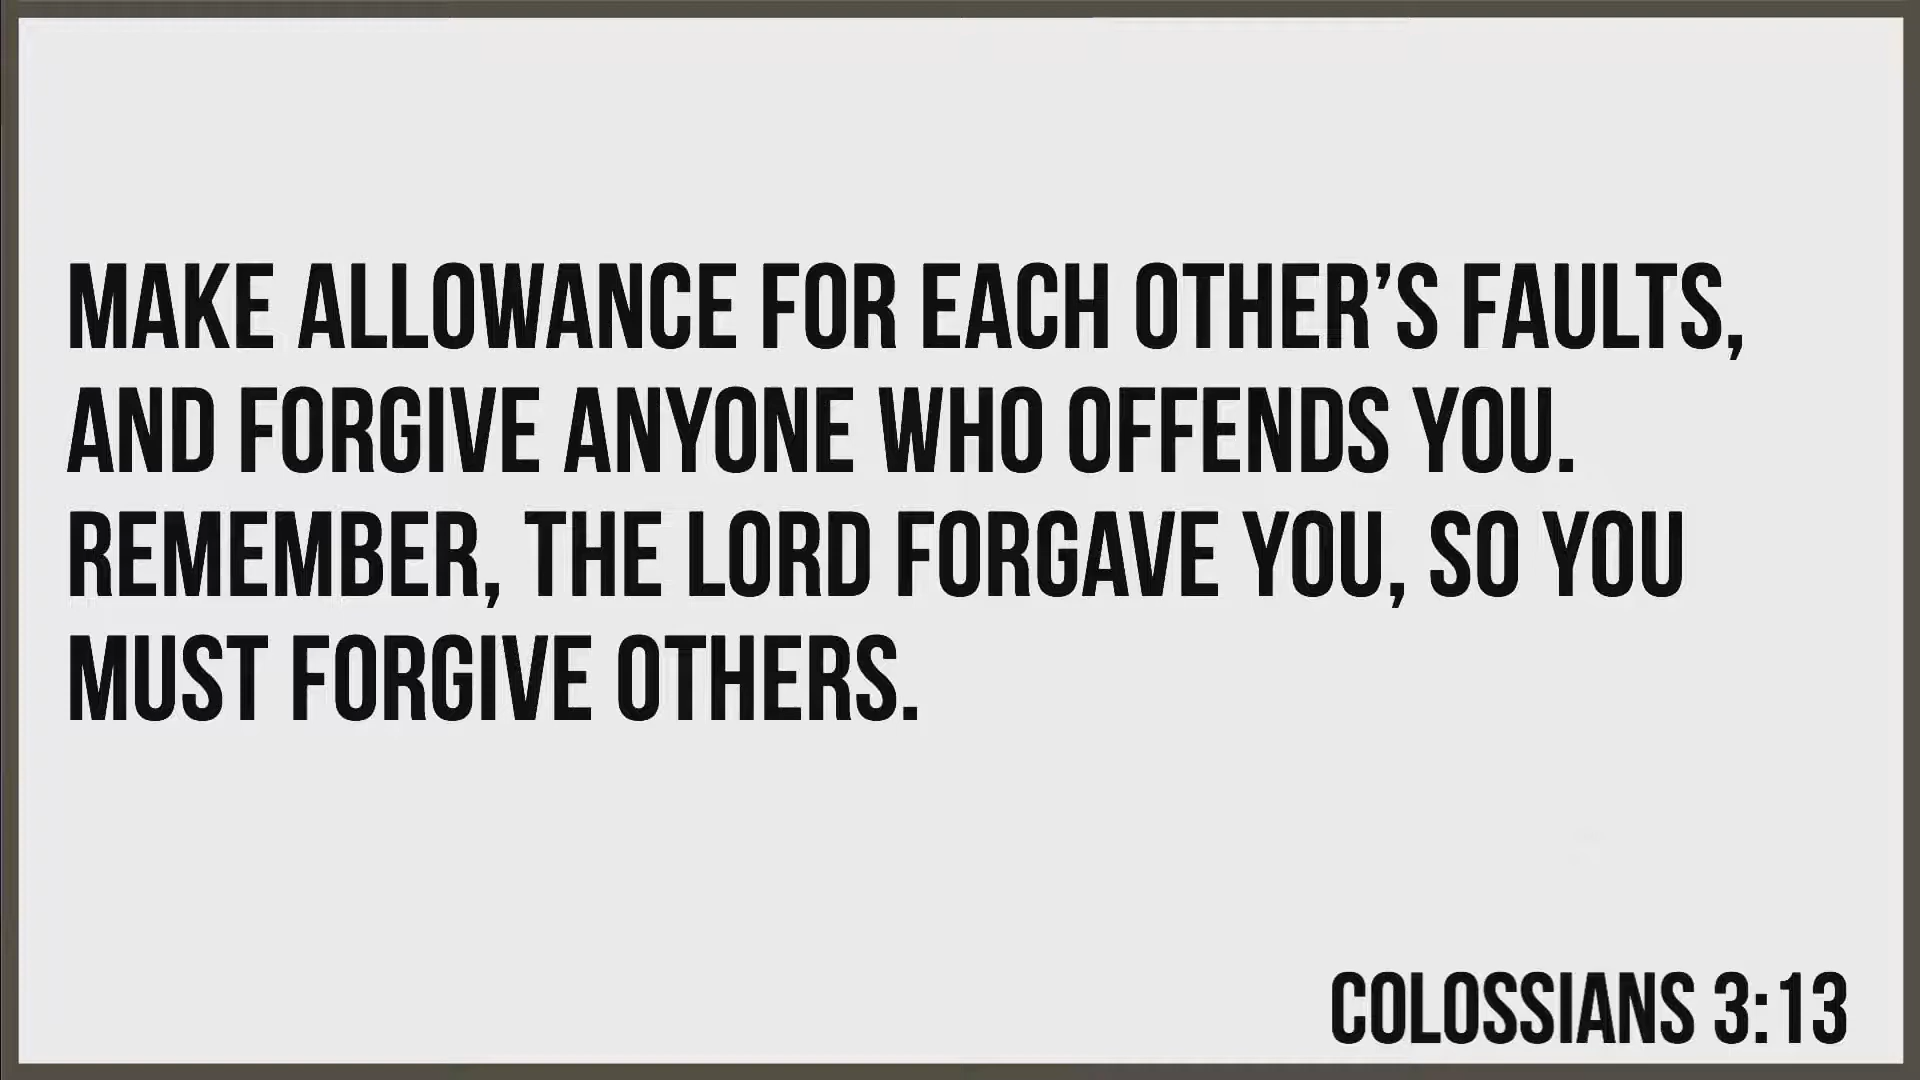 MAKE ALLOWANCE FOR EACH OTHER’S FAULTS,
AND FORGIVE ANYONE WHO OFFENDS YOU.
REMEMBER, THE LORD FORGAVE YOU, SO YOU
MUST FORGIVE OTHERS.
COLOSSIANS 3:13